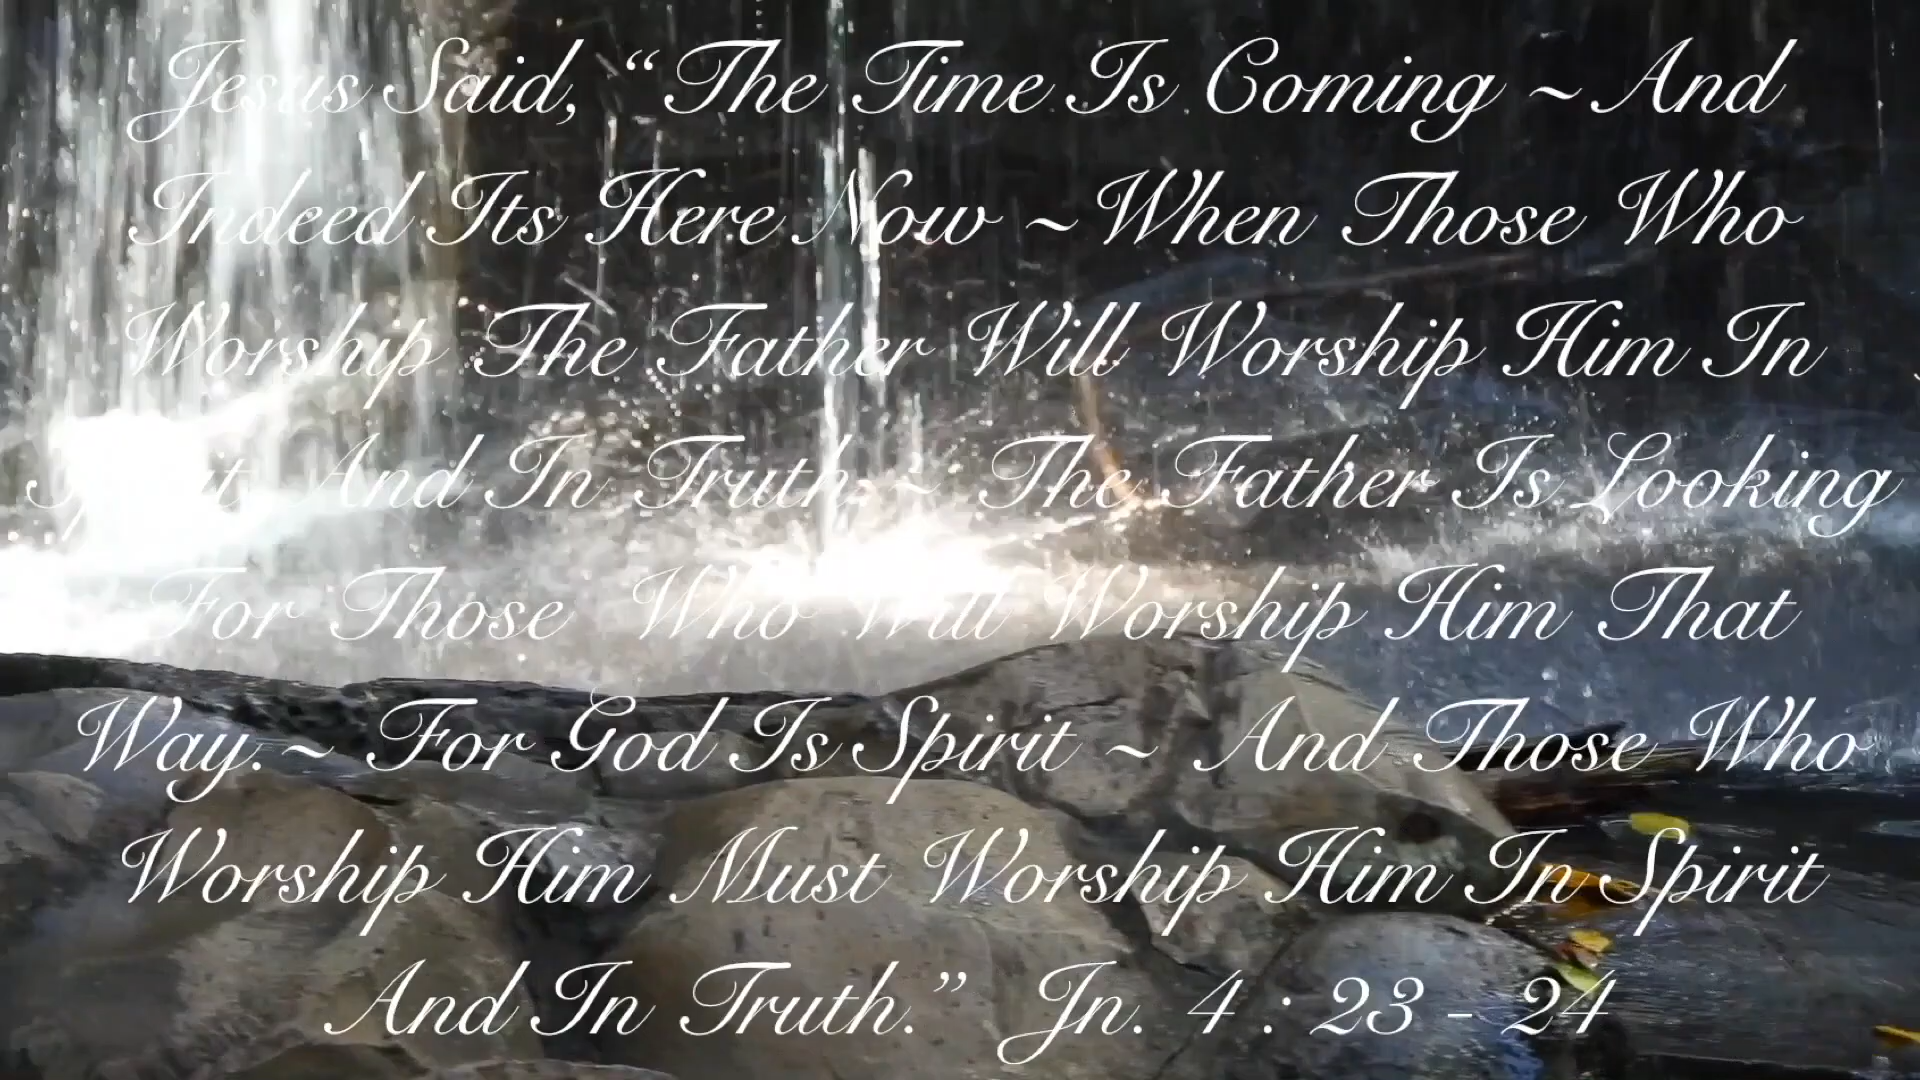 Jesus Said, “The Time Is Coming ~ And
Indeed Its Here Now ~ When Those Who
Worship The Father Will Worship Him In
Spirit, And In Truth. ~ The Father Is Looking
For Those Who Will Worship Him That
Way. ~ For God Is Spirit ~ And Those Who
Worship Him Must Worship Him In Spirit
And In Truth.” Jn. 4 : 23 - 24